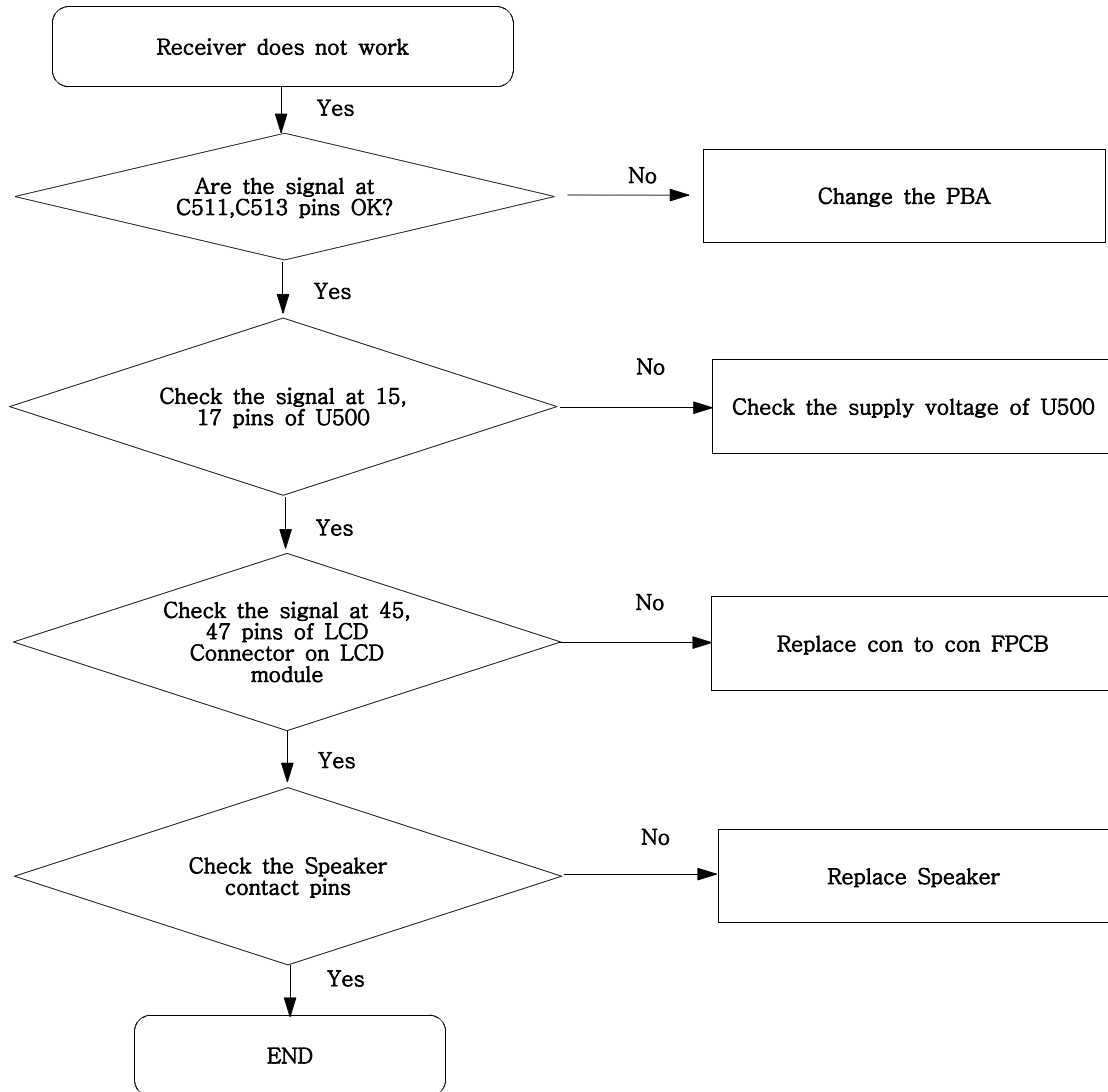 Receiver does not work
Yes
Are the signal at
C511,C513 pins OK?
No
Change the PBA
Yes
Check the signal at 15,
17 pins of U500
No
Check the supply voltage of U500
Yes
Check the signal at 45,
47 pins of LCD
Connector on LCD
module
No
Replace con to con FPCB
Yes
Check the Speaker
contact pins
No
Replace Speaker
Yes
END